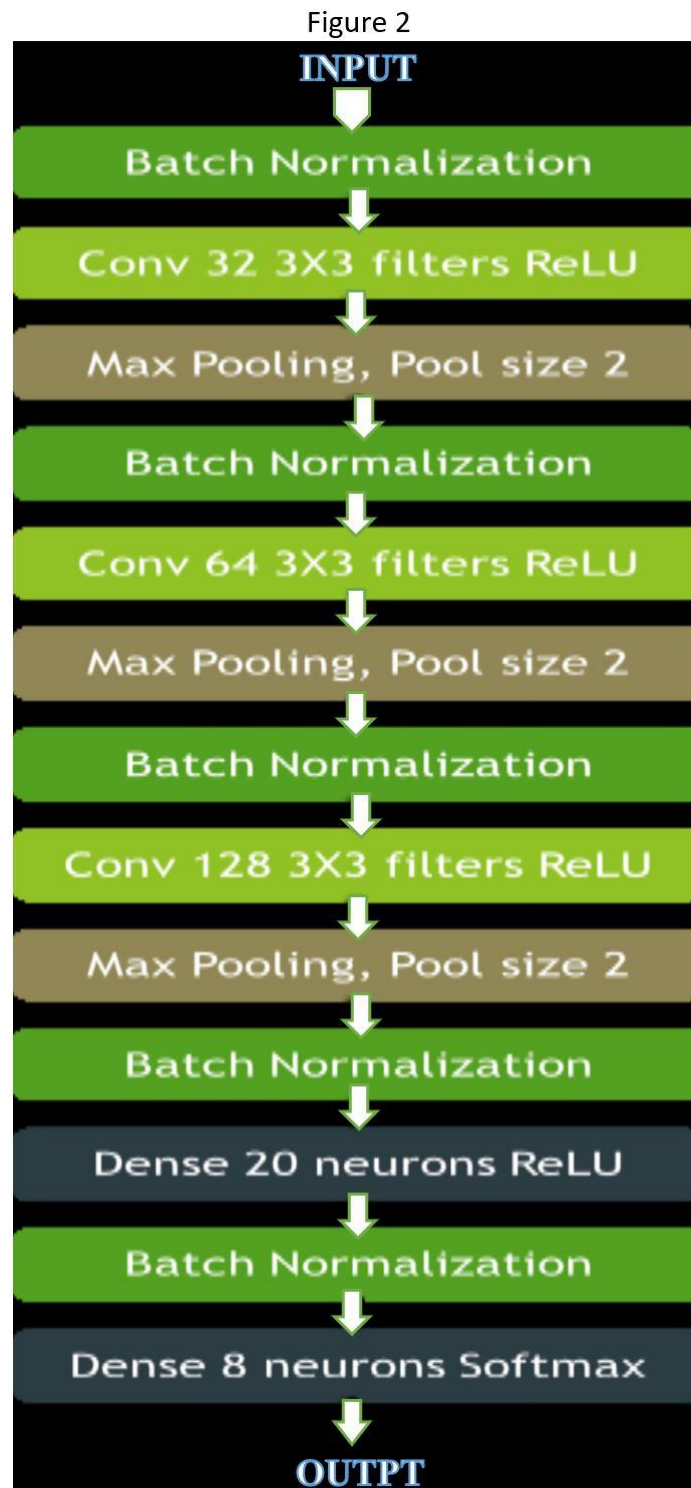 Figure 2
INPUT
Batch Normalization
Conv 32 3X3 filters ReLU
Max Pooling, Pool size 2
Batch Normalization
Conv 64 3X3 filters ReLU
Max Pooling, Pool size 2
Batch Normalization
Conv 128 3X3 filters ReLU
Max Pooling, Pool size 2
Batch Normalization
Dense 20 neurons ReLU
Batch Normalization
Dense 8 neurons Softmax
OUTPT